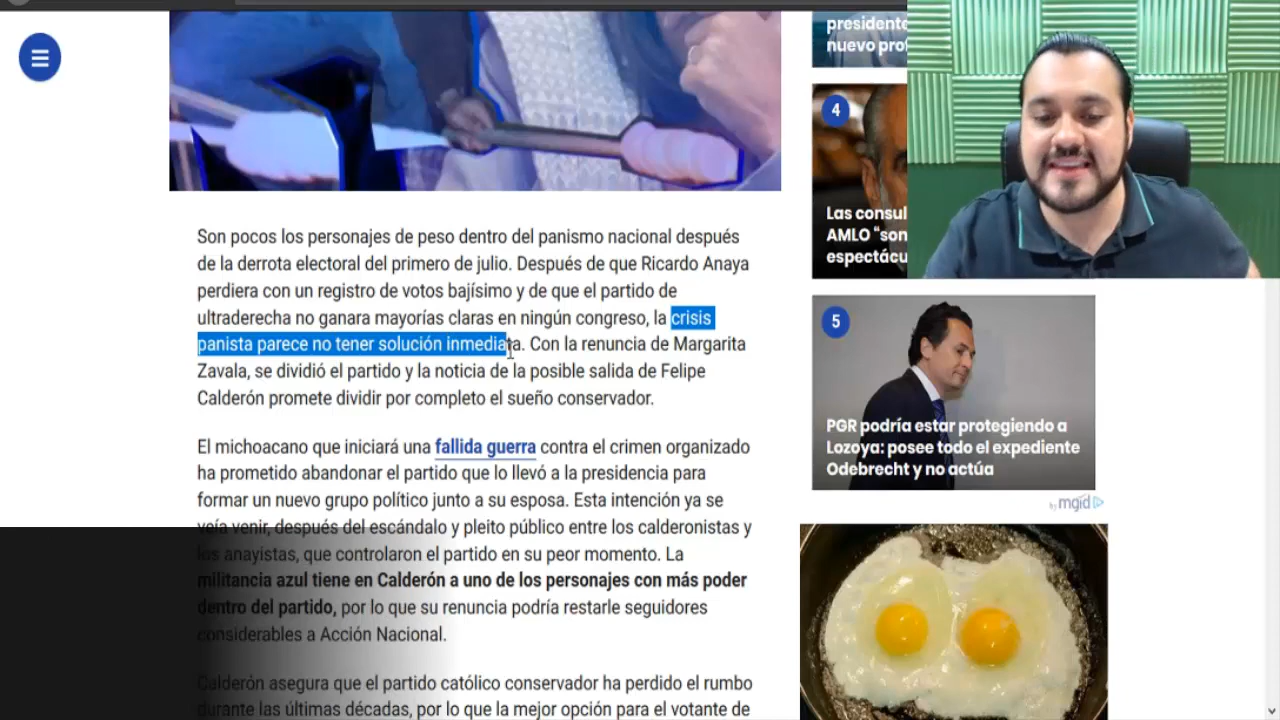 Son pocos los personajes de peso dentro del panismo nacional después
de la derrota electoral del primero de julio. Después de que Ricardo Anaya
perdiera con un registro de votos bajísimo y de que el partido de
ultraderecha no ganara mayorías claras en ningún congreso, la crisis
panista parece no tener solución inmediata. Con la renuncia de Margarita
Zavala, se dividió el partido y la noticia de la posible salida de Felipe
Calderón promete dividir por completo el sueño conservador.
El michoacano que iniciará una fallida guerra contra el crimen organizado
ha prometido abandonar el partido que lo llevó a la presidencia para
formar un nuevo grupo político junto a su esposa. Esta intención ya se
veía venir, después del escándalo y pleito público entre los calderonistas y
los anayistas, que controlaron el partido en su peor momento. La
militancia azul tiene en Calderón a uno de los personajes con más poder
dentro del partido, por lo que su renuncia podría restarle seguidores
considerables a Acción Nacional.
Calderón asegura que el partido católico conservador ha perdido el rumbo
durante las últimas décadas, por lo que la mejor opción para el votante de
presidente
nuevo
4
Las consul
AMLO “son
espectácu
5
PGR podría estar protegiendo a
Lozoya: posee todo el expediente
Odebrecht y no actúa
by mgid